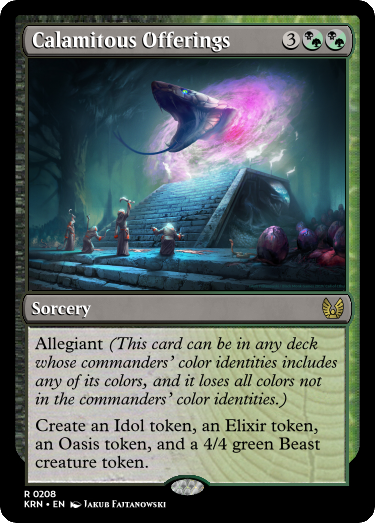 Calamitous Offerings 3
Sorcery
Allegiant (This card can be in any deck
whose commanders' color identities includes
any of its colors, and it loses all colors not
in the commanders' color identities.)
Create an Idol token, an Elixir token,
an Oasis token, and a 4/4 green Beast
creature token.
R 0208
KRN • EN Jakub Fajtanowski